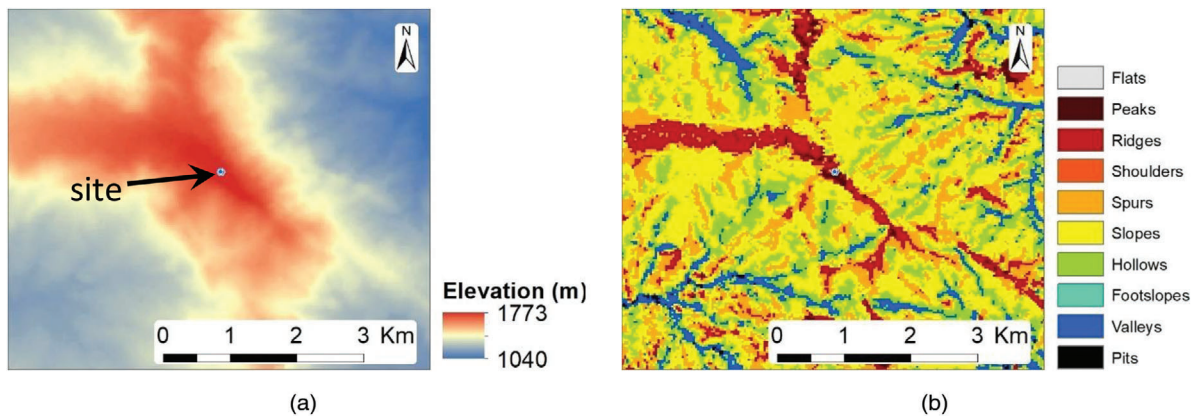 N
site
Elevation (m)
1773
1040
0 1 2 3 Km
(a)
N
0 1 2 3 Km
(b)
Flats
Peaks
Ridges
Shoulders
Spurs
Slopes
Hollows
Footslopes
Valleys
Pits